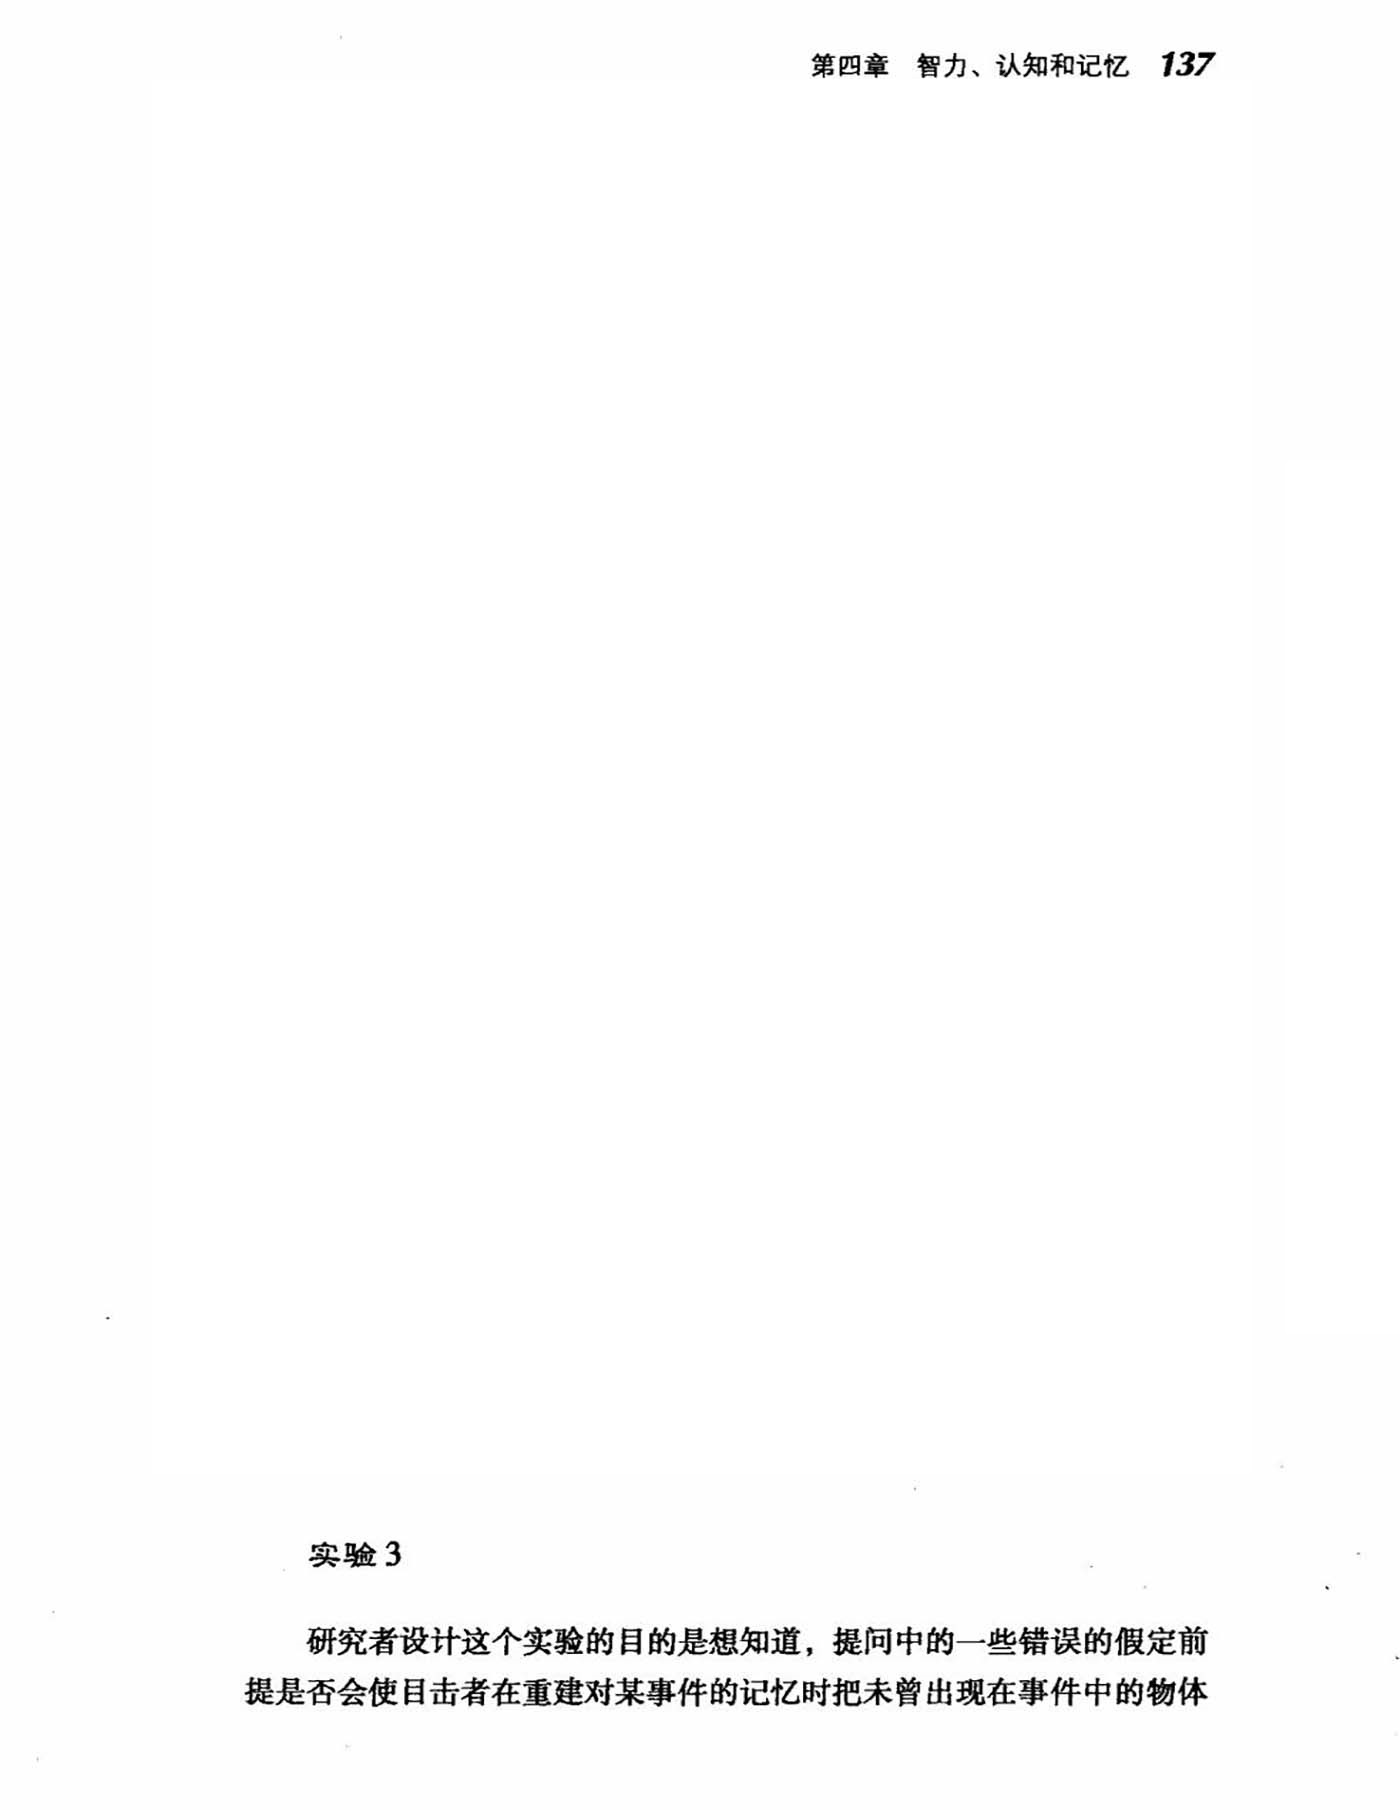 第四章 智力、认知和记忆 137
实验3
研究者设计这个实验的目的是想知道，提问中的一些错误的假定前
提是否会使目击者在重建对某事件的记忆时把未曾出现在事件中的物体